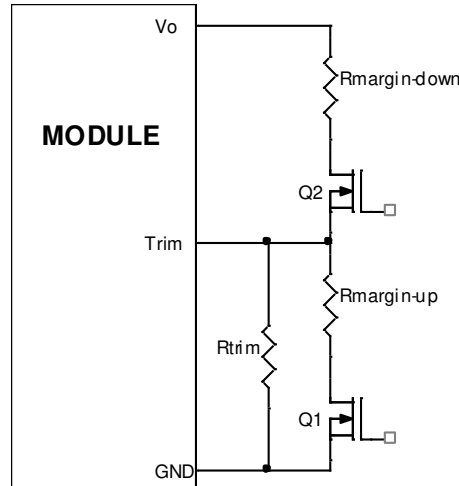 Vo
Rmargin-down
MODULE
Q2
Trim
Rmargin-up
Rtrim
Q1
GND